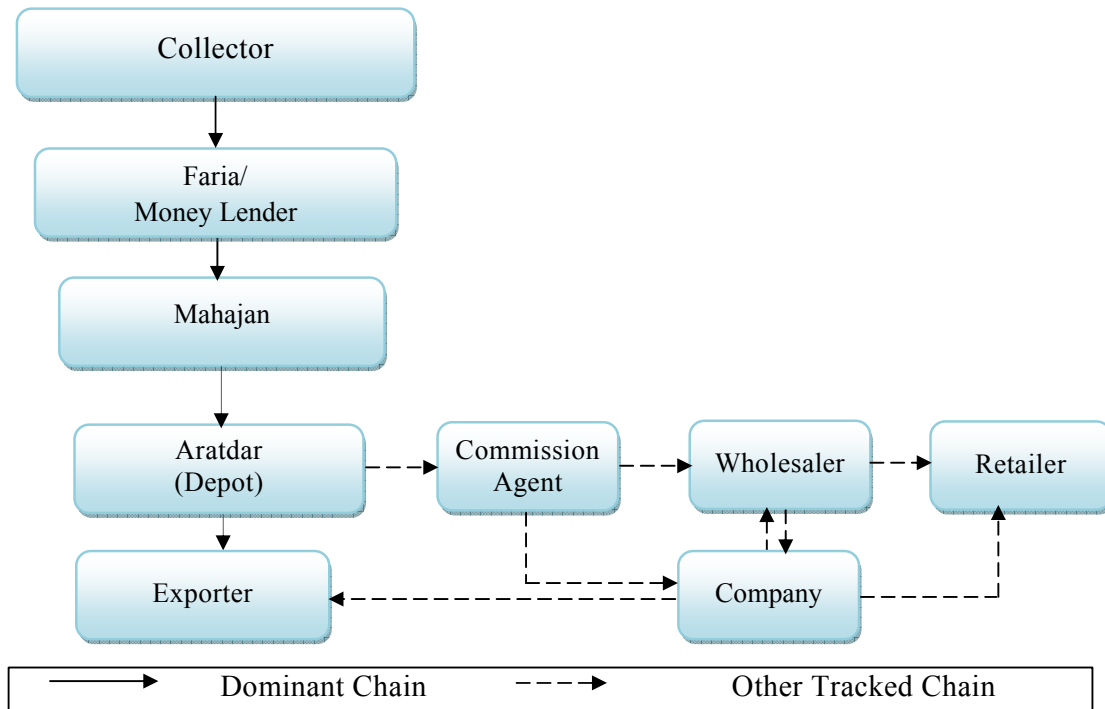 Collector
Faria/
Money Lender
Mahajan
Aratdar
(Depot)
Commission
Agent
Wholesaler
Retailer
Exporter
Company
Dominant Chain
Other Tracked Chain